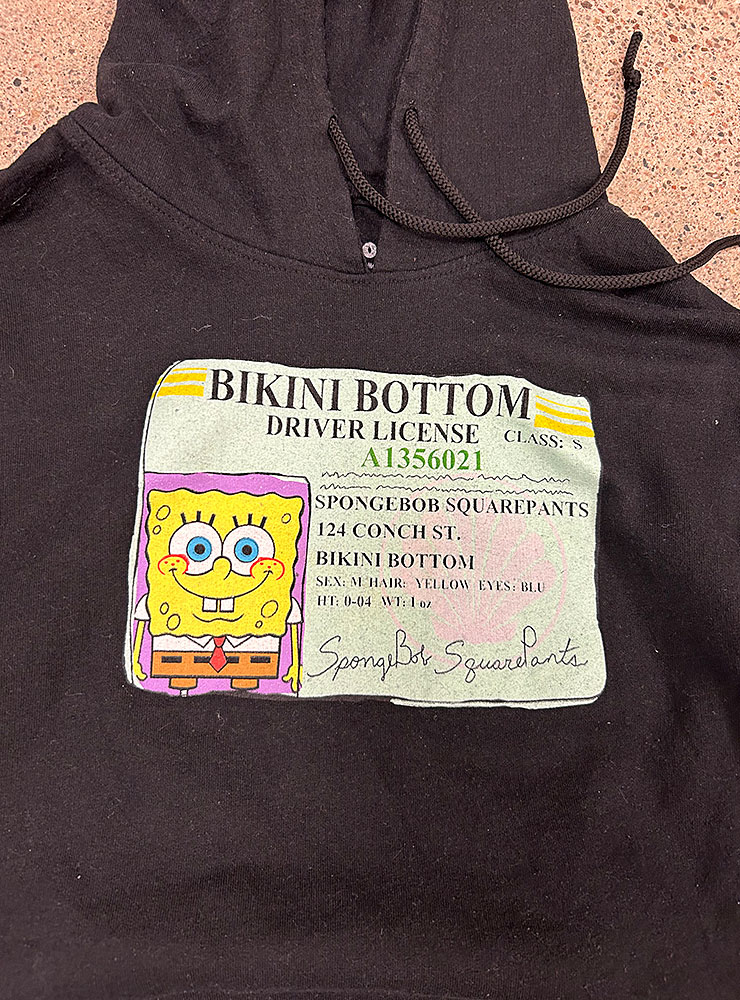 BIKINI BOTTOM
DRIVER LICENSE CLASS: S
A1356021
SPONGEBOB SQUAREPANTS
124 CONCH ST.
BIKINI BOTTOM
SEX: M HAIR: YELLOW EYES: BLU
HT: 0-04 WT: 1 oz
SpongeBob SquarePants